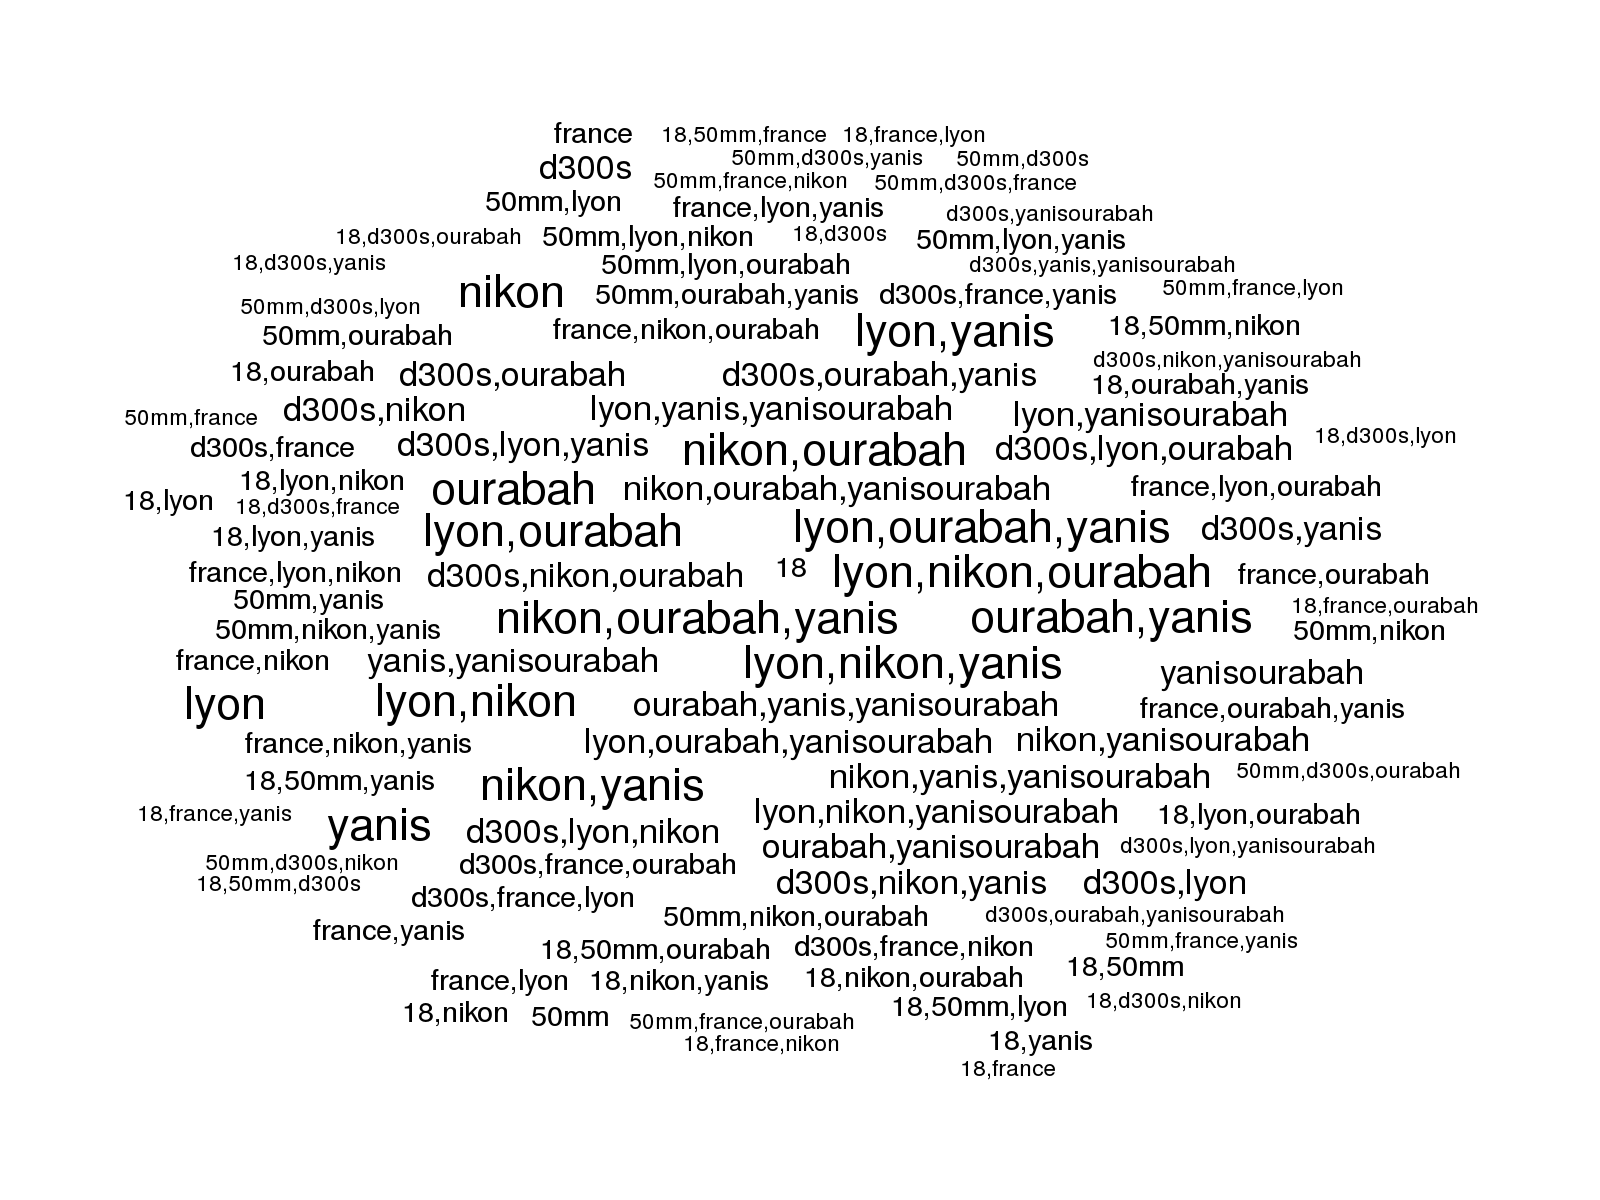 france 18,50mm,france 18,france,lyon
d300s 50mm,d300s,yanis 50mm,d300s
50mm,france,nikon 50mm,d300s,france
50mm,lyon france,lyon,yanis d300s,yanisourabah
18,d300s,ourabah 50mm,lyon,nikon 18,d300s 50mm,lyon,yanis
18,d300s,yanis 50mm,lyon,ourabah d300s,yanis,yanisourabah
50mm,d300s,lyon nikon 50mm,ourabah,yanis d300s,france,yanis 50mm,france,lyon
50mm,ourabah france,nikon,ourabah lyon,yanis 18,50mm,nikon
d300s,nikon,yanisourabah
18,ourabah d300s,ourabah d300s,ourabah,yanis 18,ourabah,yanis
50mm,france d300s,nikon lyon,yanis,yanisourabah lyon,yanisourabah
d300s,france d300s,lyon,yanis nikon,ourabah d300s,lyon,ourabah 18,d300s,lyon
18,lyon,nikon ourabah nikon,ourabah,yanisourabah france,lyon,ourabah
18,lyon 18,d300s,france
18,lyon,yanis lyon,ourabah lyon,ourabah,yanis d300s,yanis
france,lyon,nikon d300s,nikon,ourabah 18 lyon,nikon,ourabah france,ourabah
50mm,yanis 18,france,ourabah
50mm,nikon,yanis nikon,ourabah,yanis ourabah,yanis 50mm,nikon
france,nikon yanis,yanisourabah lyon,nikon,yanis yanisourabah
lyon lyon,nikon ourabah,yanis,yanisourabah france,ourabah,yanis
france,nikon,yanis lyon,ourabah,yanisourabah nikon,yanisourabah
18,50mm,yanis nikon,yanis nikon,yanis,yanisourabah 50mm,d300s,ourabah
18,france,yanis yanis d300s,lyon,nikon lyon,nikon,yanisourabah 18,lyon,ourabah
50mm,d300s,nikon d300s,france,ourabah ourabah,yanisourabah d300s,lyon,yanisourabah
18,50mm,d300s d300s,france,lyon d300s,nikon,yanis d300s,lyon
france,yanis 50mm,nikon,ourabah d300s,ourabah,yanisourabah
18,50mm,ourabah d300s,france,nikon 50mm,france,yanis
france,lyon 18,nikon,yanis 18,nikon,ourabah 18,50mm
18,nikon 50mm 50mm,france,ourabah 18,50mm,lyon 18,d300s,nikon
18,france,nikon 18,yanis
18,france